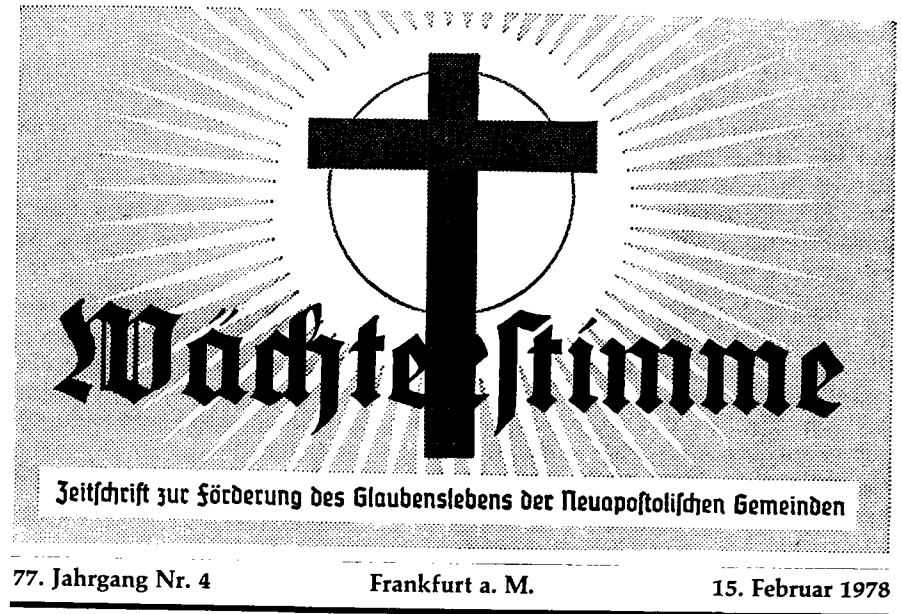 Wächterstimme
Zeitschrift zur Förderung des Glaubenslebens der Neuapostolischen Gemeinden
77. Jahrgang Nr. 4 Frankfurt a. M. 15. Februar 1978